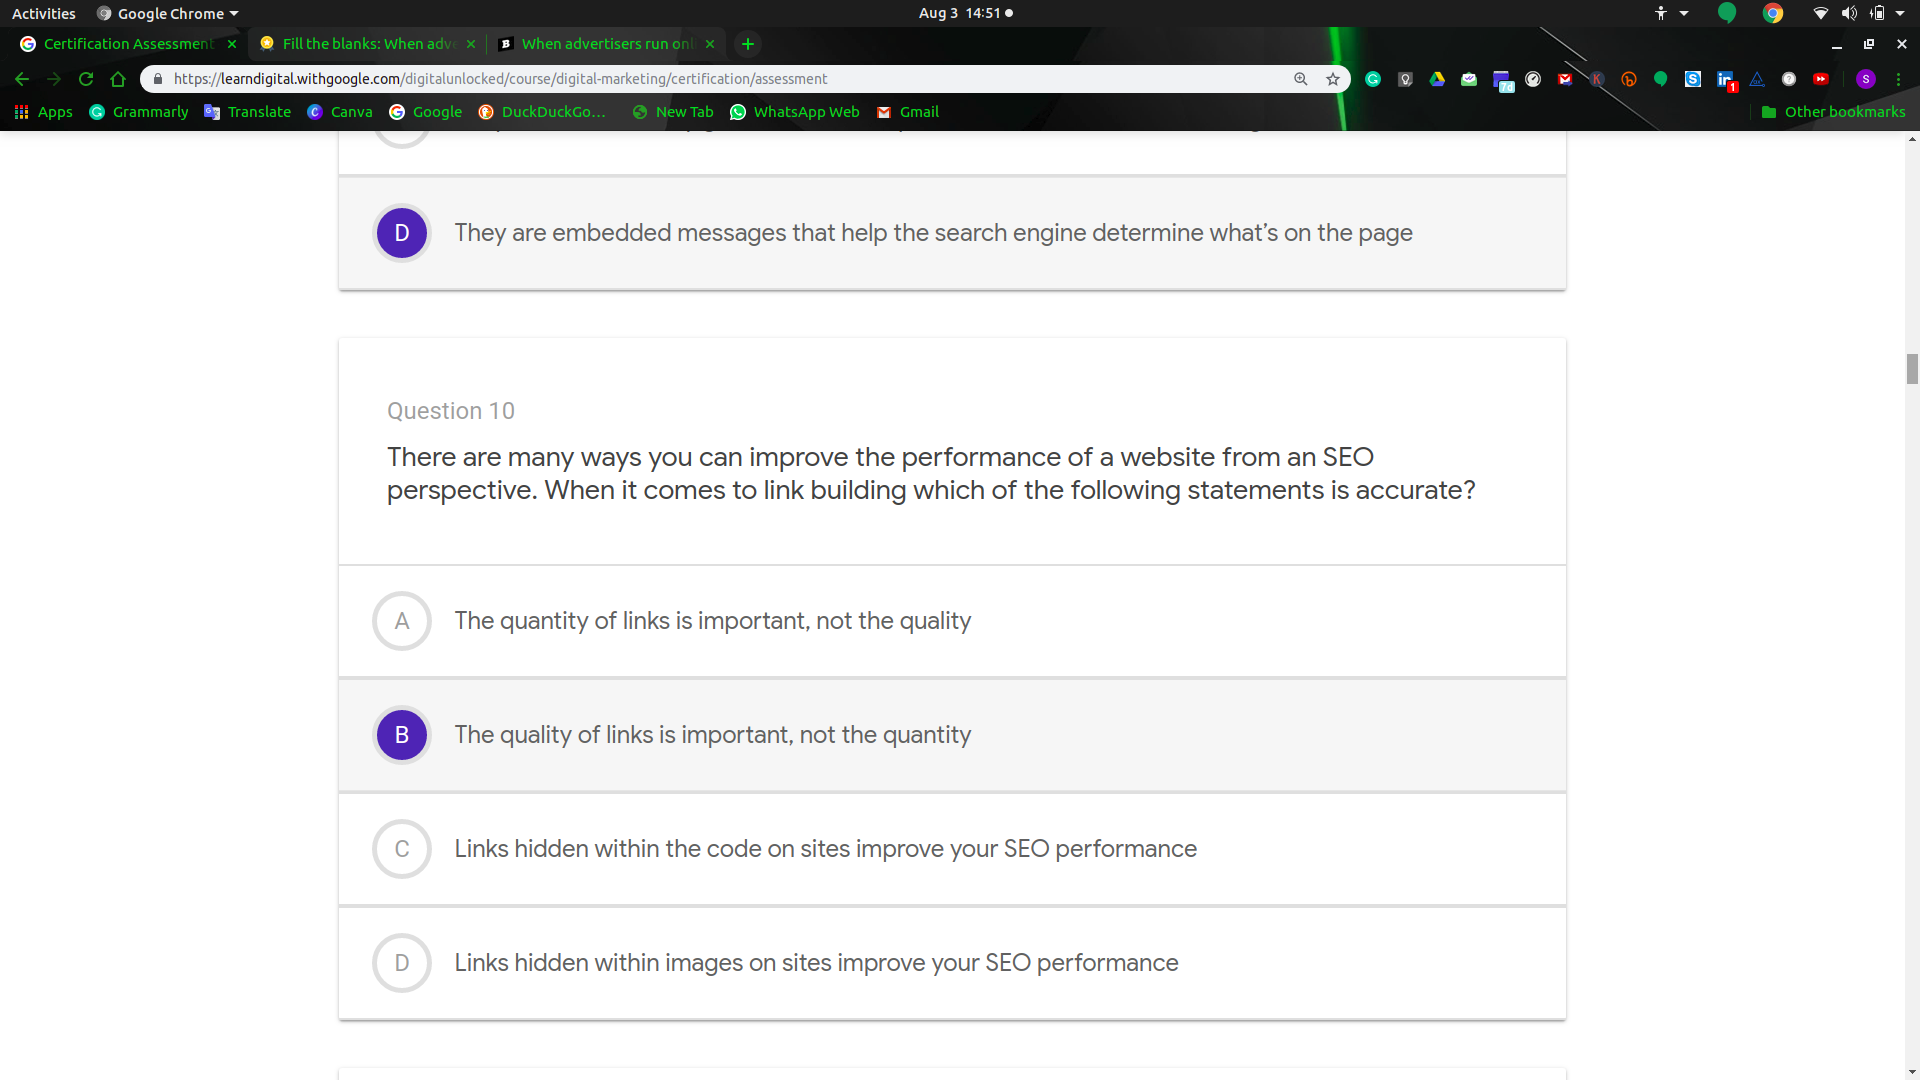 Activities
Google Chrome
Aug 3 14:51
Certification Assessment
Fill the blanks: When adve
When advertisers run onl
https://learndigital.withgoogle.com/digitalunlocked/course/digital-marketing/certification/assessment
7d
1
S
Apps
Grammarly
Translate
Canva
Google
DuckDuckGo...
New Tab
WhatsApp Web
Gmail
Other bookmarks
D
They are embedded messages that help the search engine determine what’s on the page
Question 10
There are many ways you can improve the performance of a website from an SEO
perspective. When it comes to link building which of the following statements is accurate?
A
The quantity of links is important, not the quality
B
The quality of links is important, not the quantity
C
Links hidden within the code on sites improve your SEO performance
D
Links hidden within images on sites improve your SEO performance